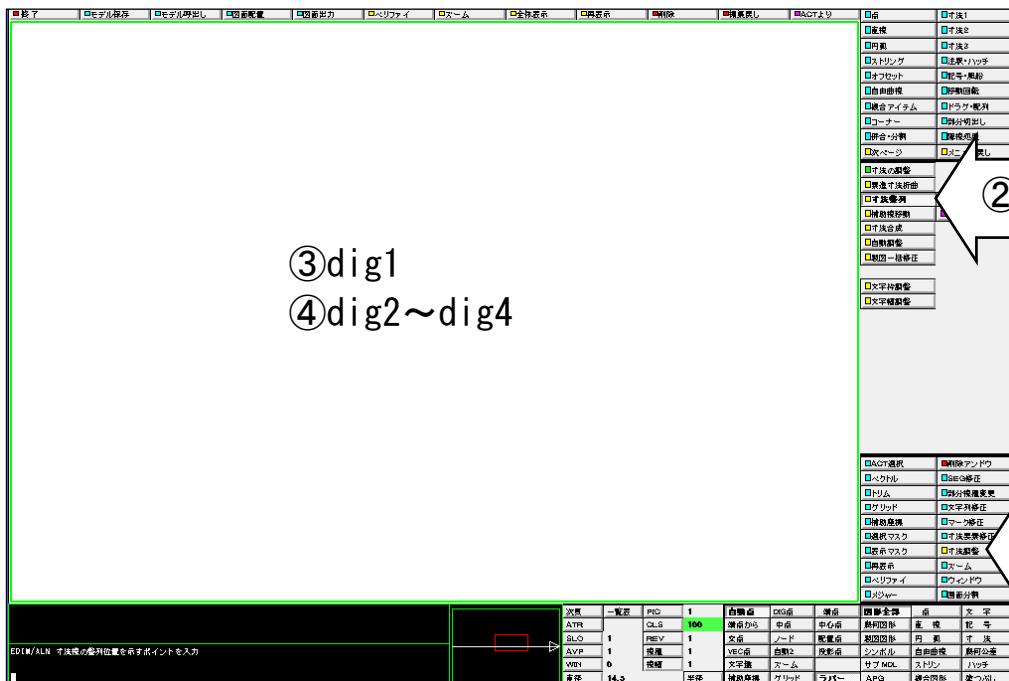 終了 モデル保存 モデル呼出し 図面配置 図面出力 ベリファイ ズーム 全体表示 再表示 削除 ACTより
点 寸法1
直線 寸法2
円弧 寸法3
ストリング 注釈・ハッチ
オフセット 記号・風船
自由曲線 移動回転
複合アイテム ドラグ・配列
コーナー 部分切出し
併合・分割
次ページ
寸法の調整
寸法整列
②
補助線移動
寸法合成
自動調整
製図一括修正
文字枠調整
文字幅調整
③dig1
④dig2～dig4
ACT選択 削除アンドウ
ベクトル SEG修正
トリム 部分線種変更
グリッド 文字列修正
補助座標 マーク修正
選択マスク 寸法要素修正
表示マスク 寸法調整
再表示 ズーム
ベリファイ ウィンドウ
メジャー 画面分割
次頁 一覧表 PIC 1 自動点 DIG点 端点 図形全部 点 文字
ATR CLS 100 端点から 中点 中心点 幾何図形 直線 記号
SLO 1 REV 1 交点 ノード 配置点 製図図形 円弧 寸法
EDIM/ALN 寸法線の整列位置を示すポイントを入力
AVP 1 線種 1 VEC点 自動2 投影点 シンボル 自由曲線 幾何公差
WIN 0 線幅 1 文字鑑 ズーム サブMDL ストリン ハッチ
直径 14.5 半径 補助座標 グリッド ラバー APG 複合図形 塗つぶし